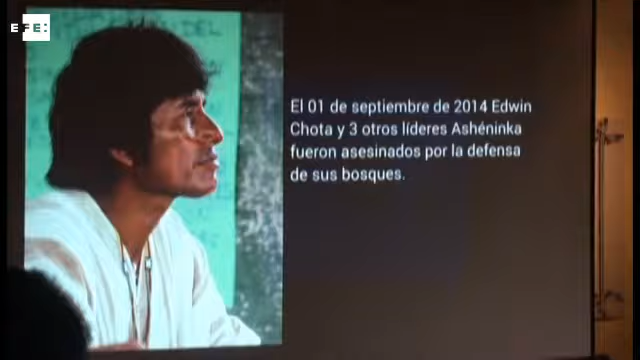 EFE:
El 01 de septiembre de 2014 Edwin
Chota y 3 otros líderes Ashéninka
fueron asesinados por la defensa
de sus bosques.